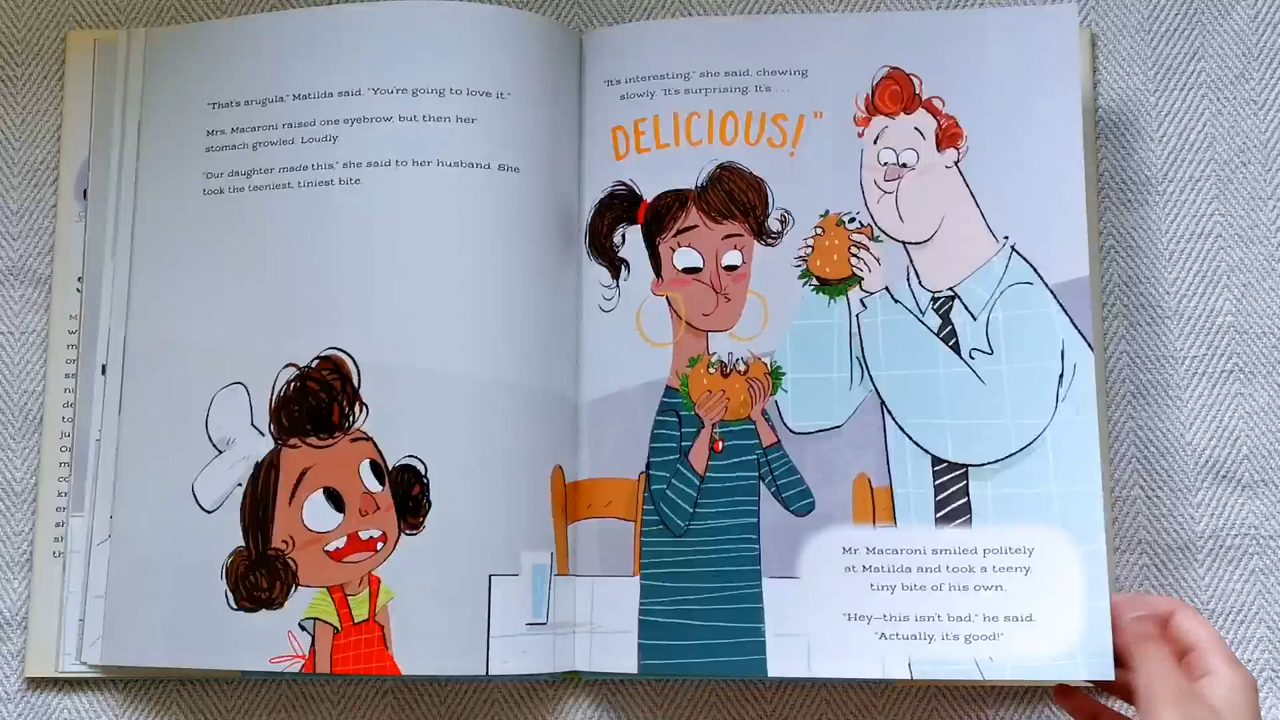 "That's arugula," Matilda said. "You're going to love it."
Mrs. Macaroni raised one eyebrow, but then her
stomach growled. Loudly.
"Our daughter made this," she said to her husband. She
took the teeniest, tiniest bite.
"It's interesting," she said, chewing
slowly. "It's surprising. It's . . .
DELICIOUS!"
Mr. Macaroni smiled politely
at Matilda and took a teeny,
tiny bite of his own.
"Hey—this isn't bad," he said.
"Actually, it's good!"